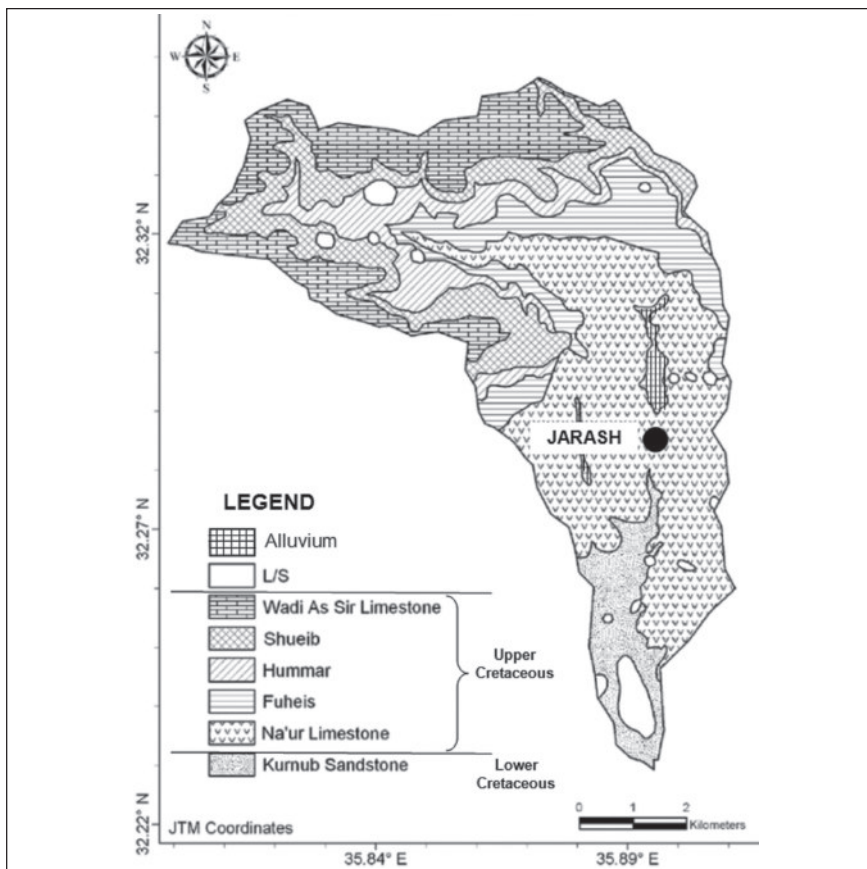 N
W E
S
32.32° N
JARASH
LEGEND
32.27° N
Alluvium
L/S
Wadi As Sir Limestone
Shueib
Hummar
Upper
Cretaceous
Fuheis
Na'ur Limestone
Kurnub Sandstone
Lower
Cretaceous
0 1 2
Kilometers
32.22° N
JTM Coordinates
35.84° E 35.89° E